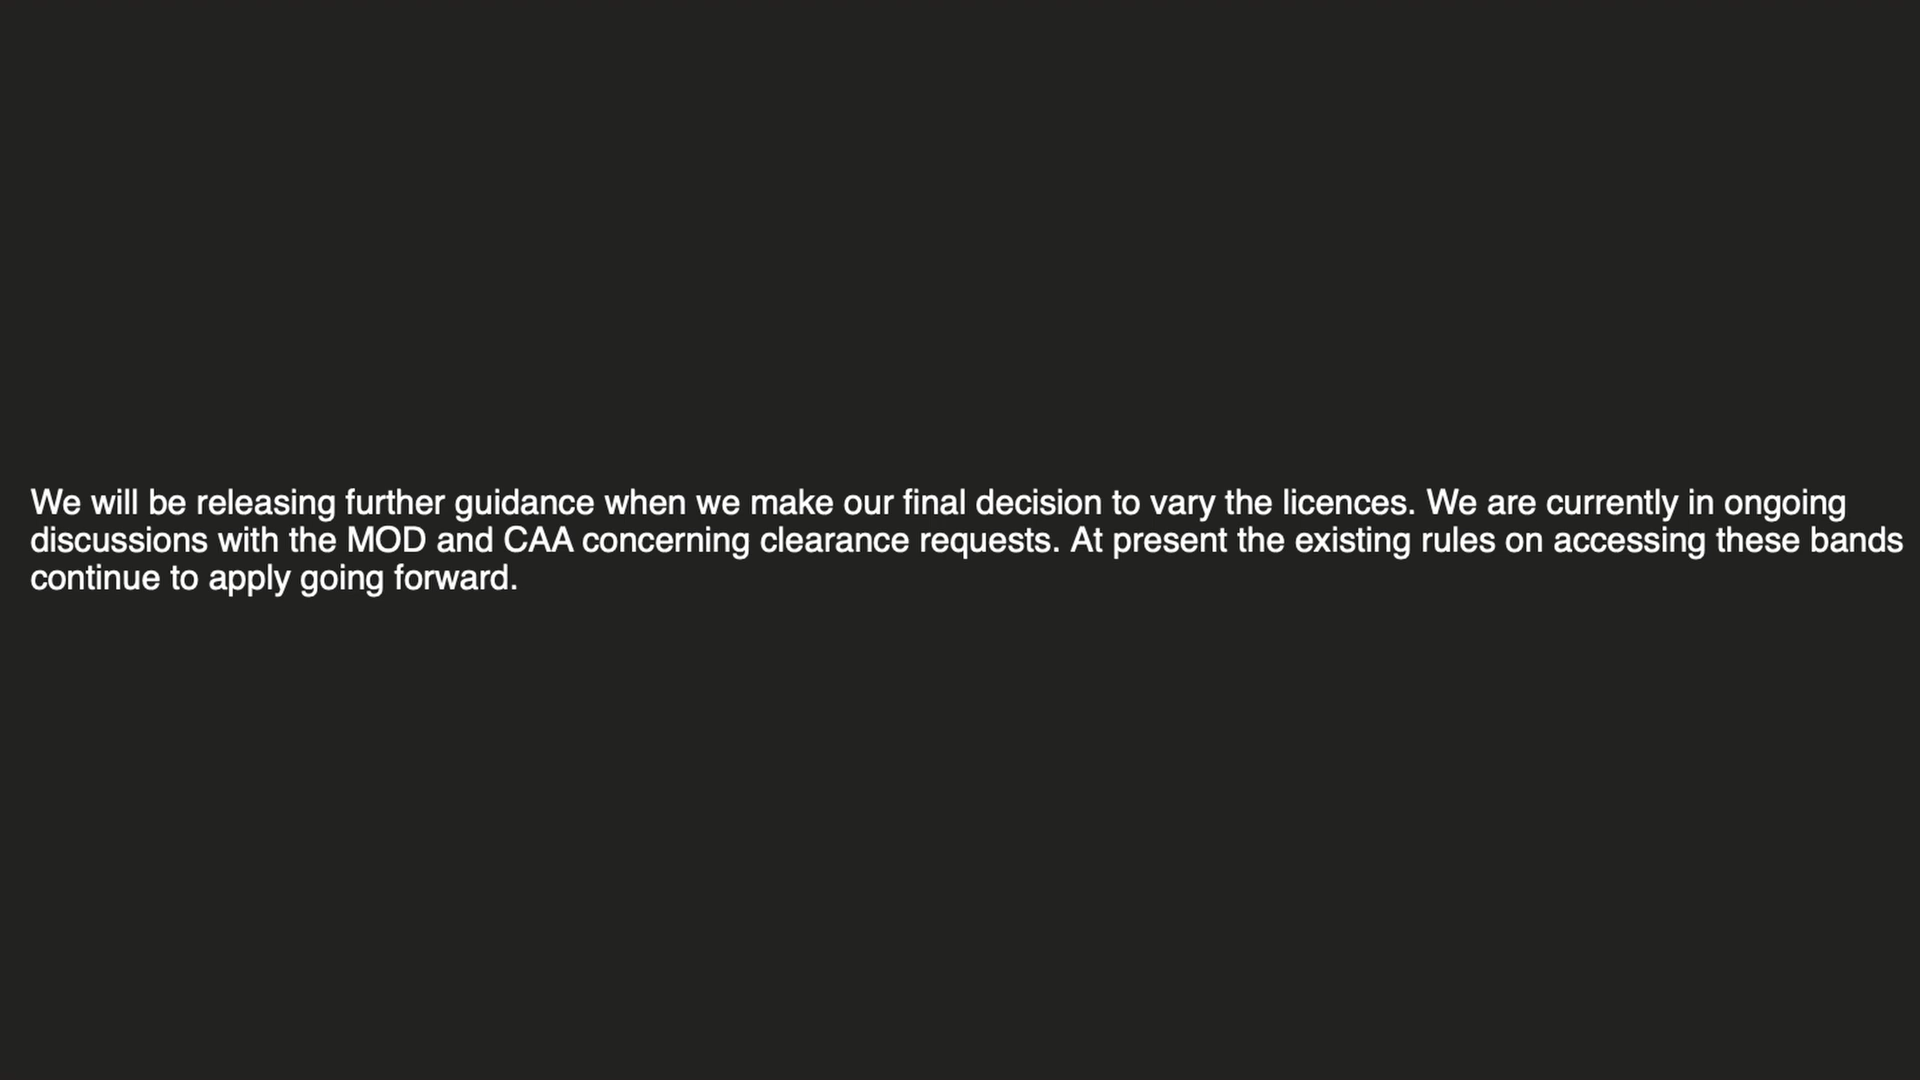 We will be releasing further guidance when we make our final decision to vary the licences. We are currently in ongoing
discussions with the MOD and CAA concerning clearance requests. At present the existing rules on accessing these bands
continue to apply going forward.